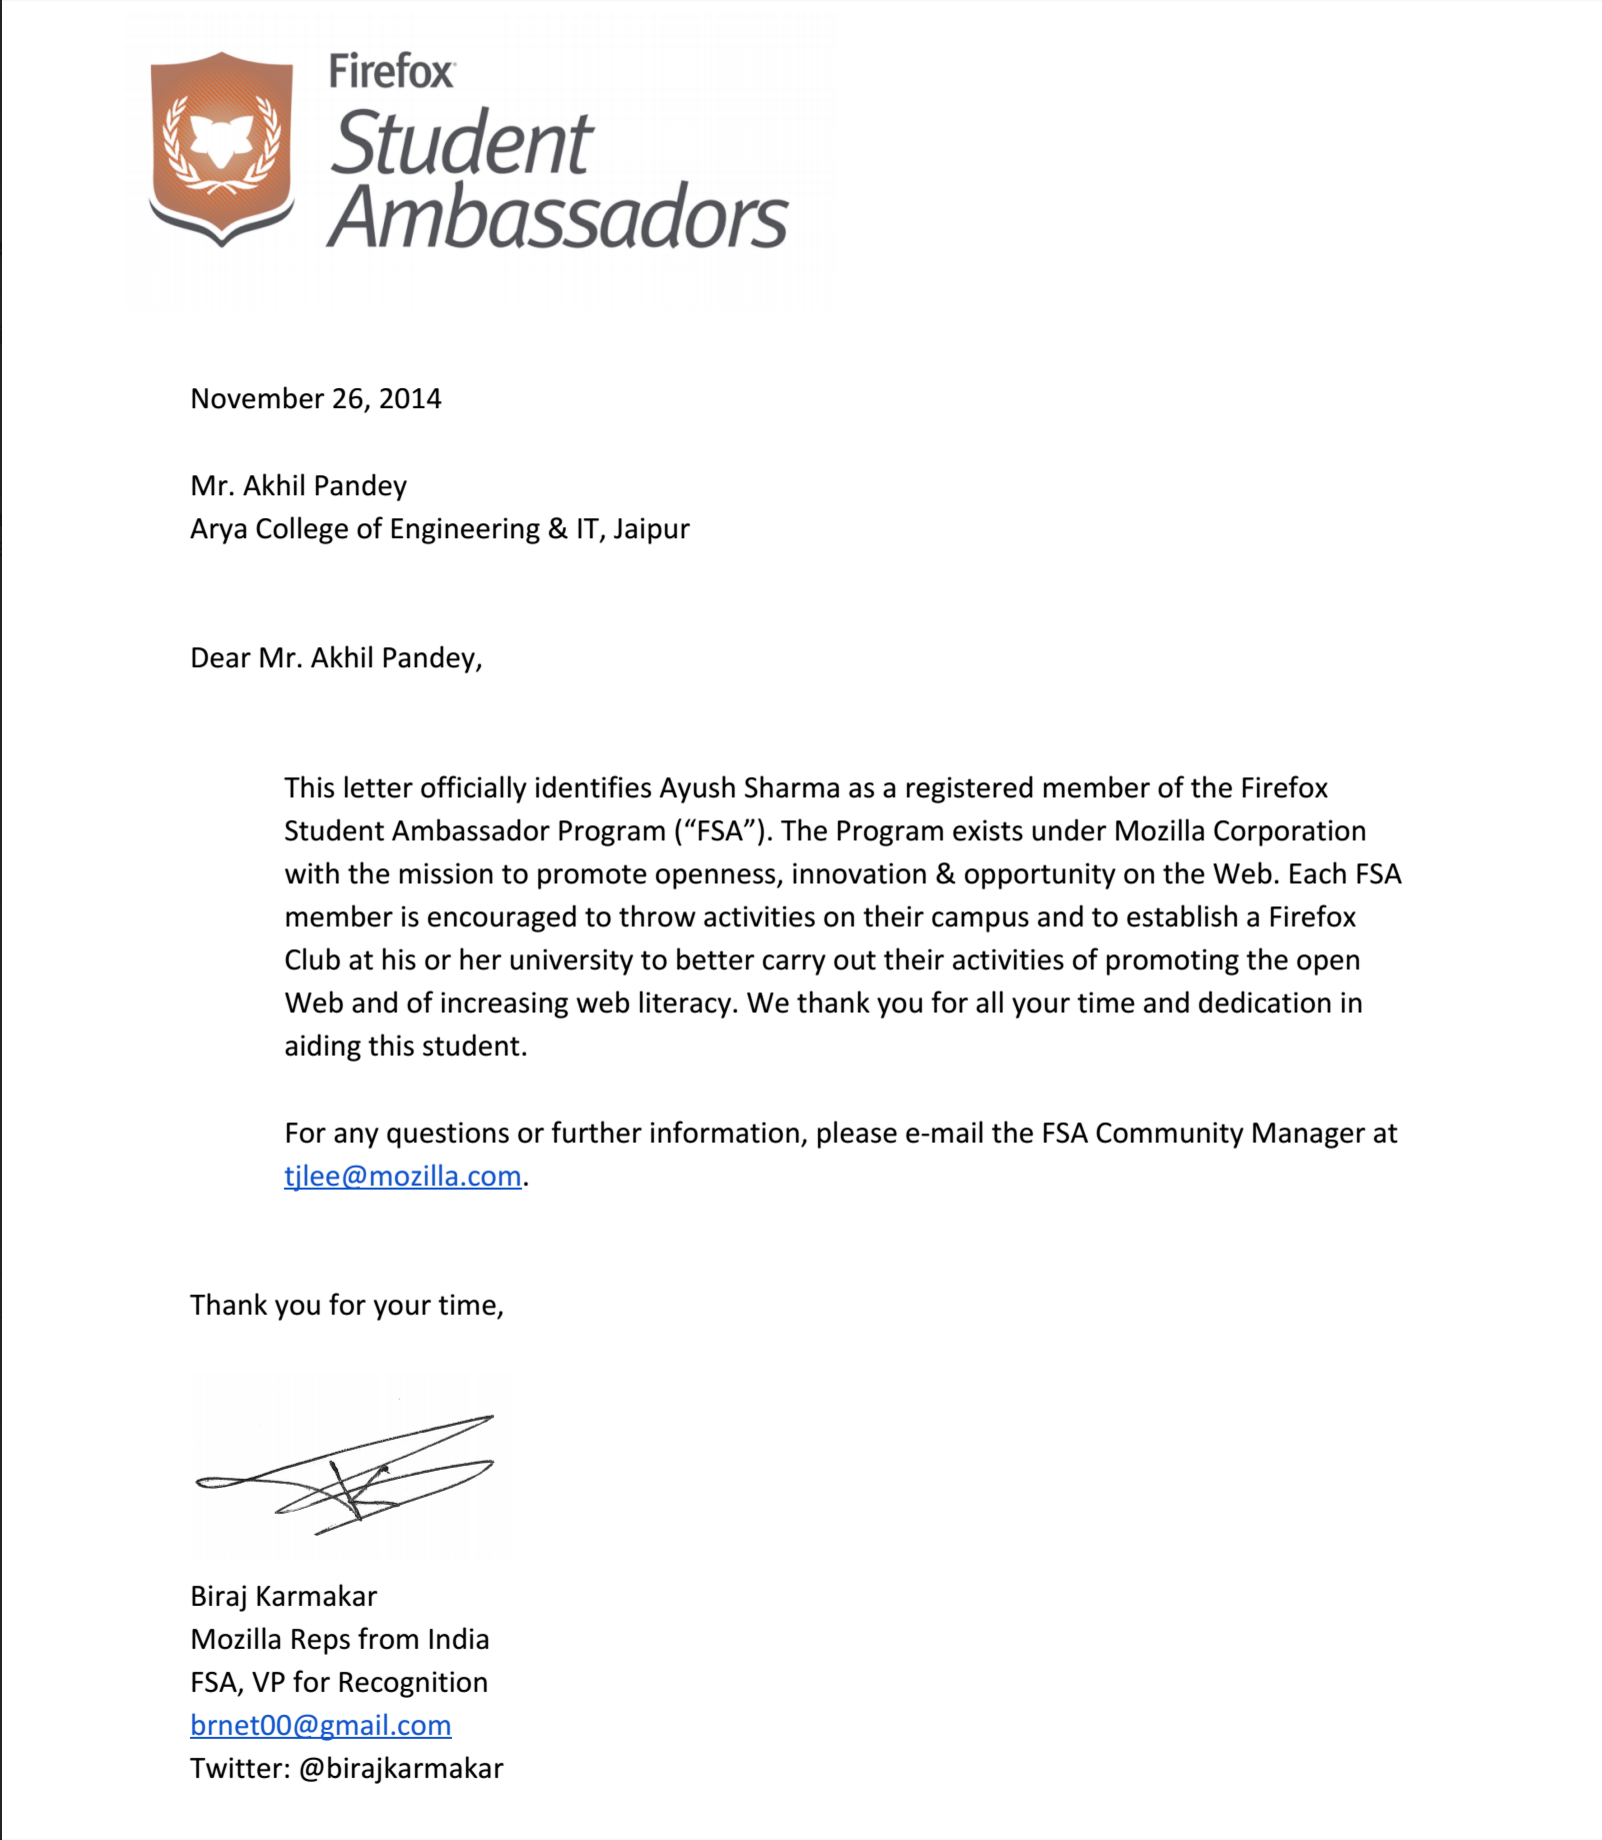 Firefox
Student
Ambassadors
November 26, 2014
Mr. Akhil Pandey
Arya College of Engineering & IT, Jaipur
Dear Mr. Akhil Pandey,
This letter officially identifies Ayush Sharma as a registered member of the Firefox
Student Ambassador Program (“FSA”). The Program exists under Mozilla Corporation
with the mission to promote openness, innovation & opportunity on the Web. Each FSA
member is encouraged to throw activities on their campus and to establish a Firefox
Club at his or her university to better carry out their activities of promoting the open
Web and of increasing web literacy. We thank you for all your time and dedication in
aiding this student.
For any questions or further information, please e-mail the FSA Community Manager at
tjlee@mozilla.com.
Thank you for your time,
Biraj Karmakar
Mozilla Reps from India
FSA, VP for Recognition
brnet00@gmail.com
Twitter: @birajkarmakar